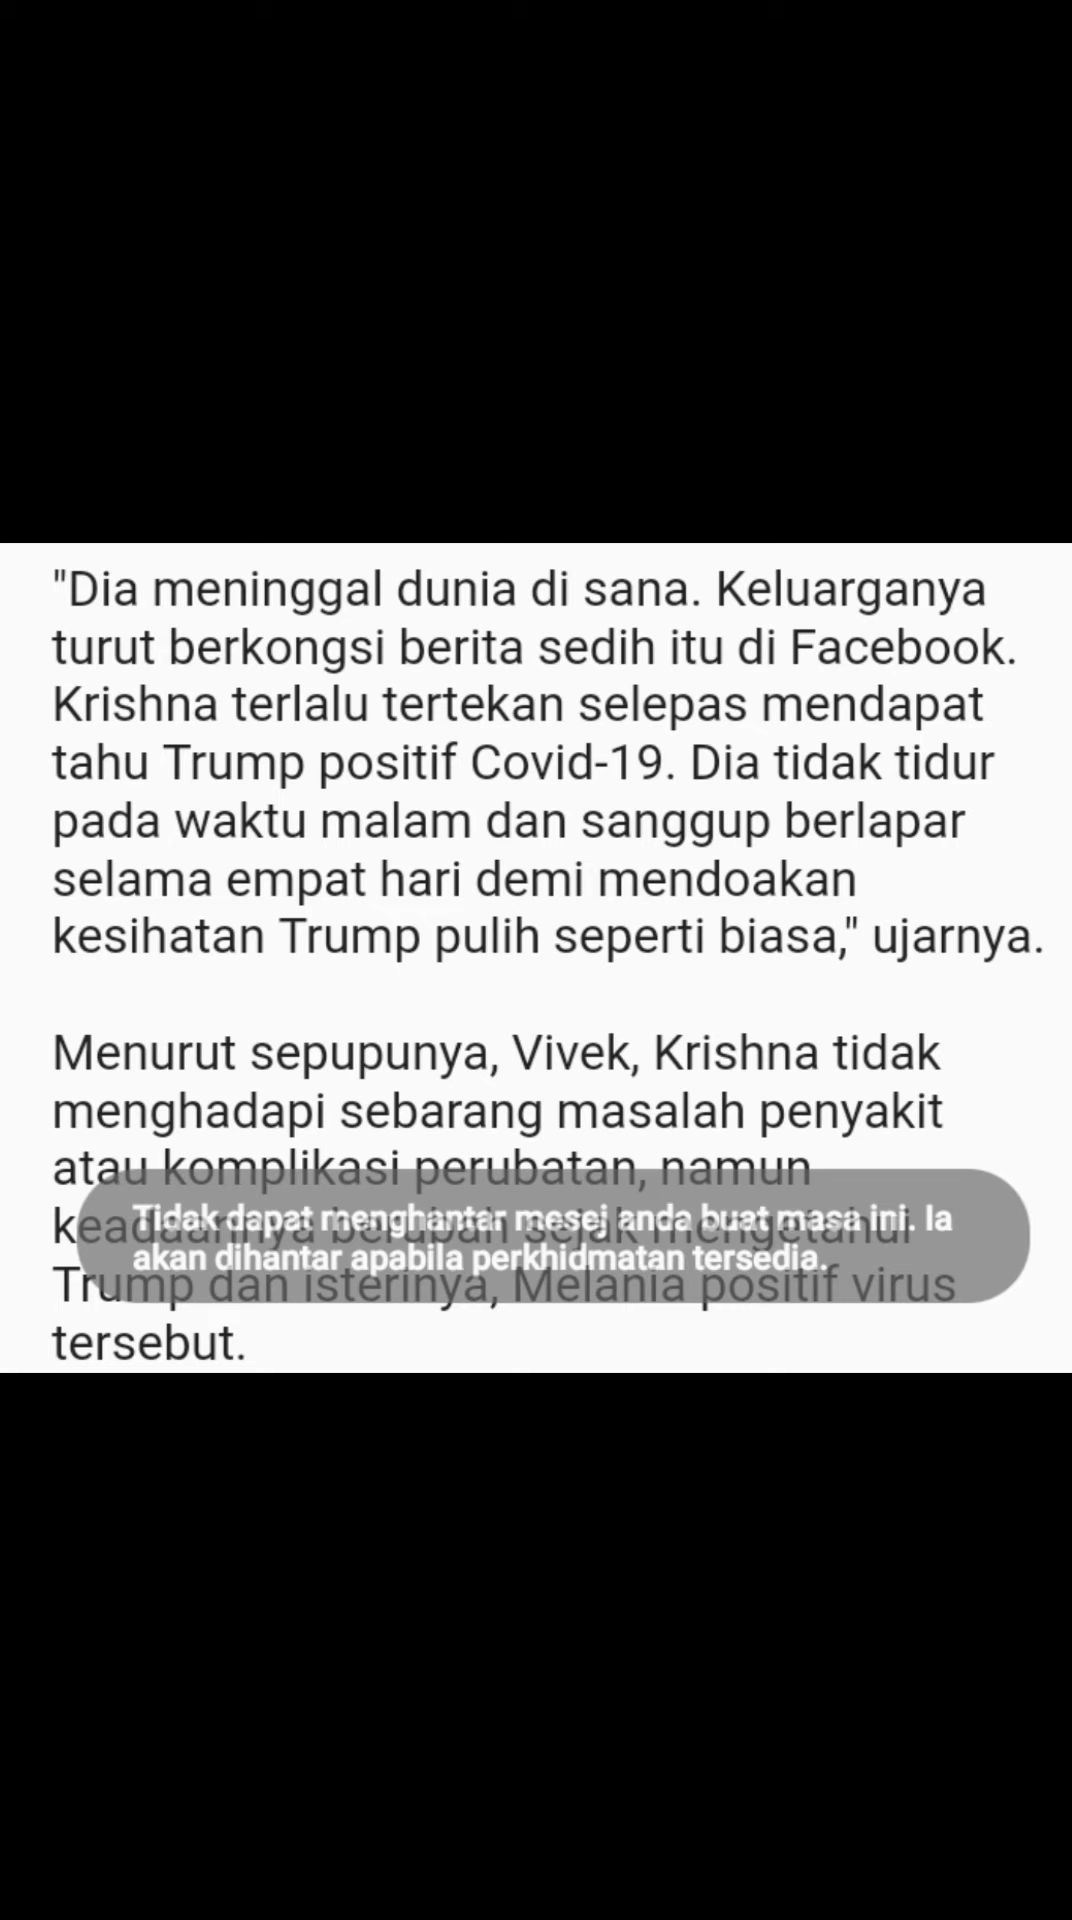 "Dia meninggal dunia di sana. Keluarganya
turut berkongsi berita sedih itu di Facebook.
Krishna terlalu tertekan selepas mendapat
tahu Trump positif Covid-19. Dia tidak tidur
pada waktu malam dan sanggup berlapar
selama empat hari demi mendoakan
kesihatan Trump pulih seperti biasa," ujarnya.
Menurut sepupunya, Vivek, Krishna tidak
menghadapi sebarang masalah penyakit
atau komplikasi perubatan, namun
keadaannya berubah sejak mengetahui
Trump dan isterinya, Melania positif virus
tersebut.
Tidak dapat menghantar mesej anda buat masa ini. Ia
akan dihantar apabila perkhidmatan tersedia.